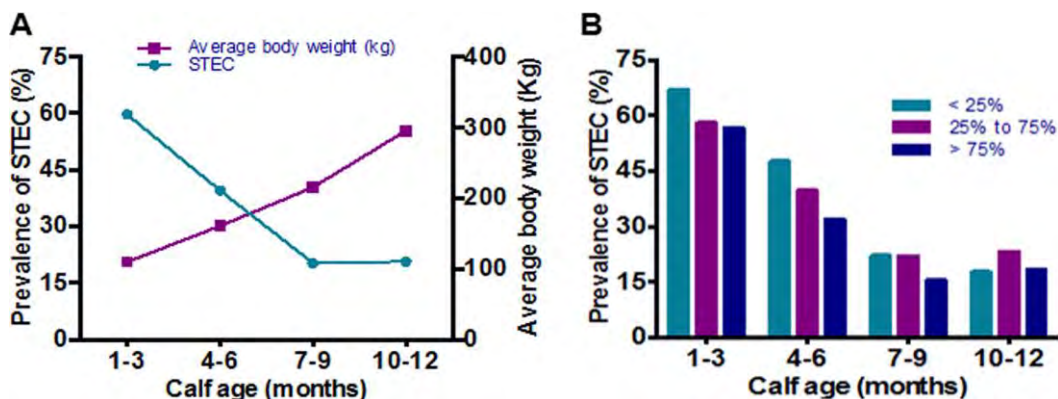 A
Average body weight (kg)
STEC
Prevalence of STEC (%)
75
60
45
30
15
0
400
300
200
100
0
Average body weight (Kg)
1-3 4-6 7-9 10-12
Calf age (months)
B
Prevalence of STEC (%)
75
60
45
30
15
0
< 25%
25% to 75%
> 75%
1-3 4-6 7-9 10-12
Calf age (months)